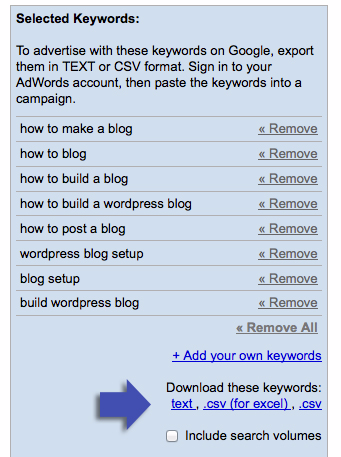 Selected Keywords:
To advertise with these keywords on Google, export
them in TEXT or CSV format. Sign in to your
AdWords account, then paste the keywords into a
campaign.
how to make a blog « Remove
how to blog « Remove
how to build a blog « Remove
how to build a wordpress blog « Remove
how to post a blog « Remove
wordpress blog setup « Remove
blog setup « Remove
build wordpress blog « Remove
« Remove All
+ Add your own keywords
Download these keywords:
text , .csv (for excel) , .csv
Include search volumes